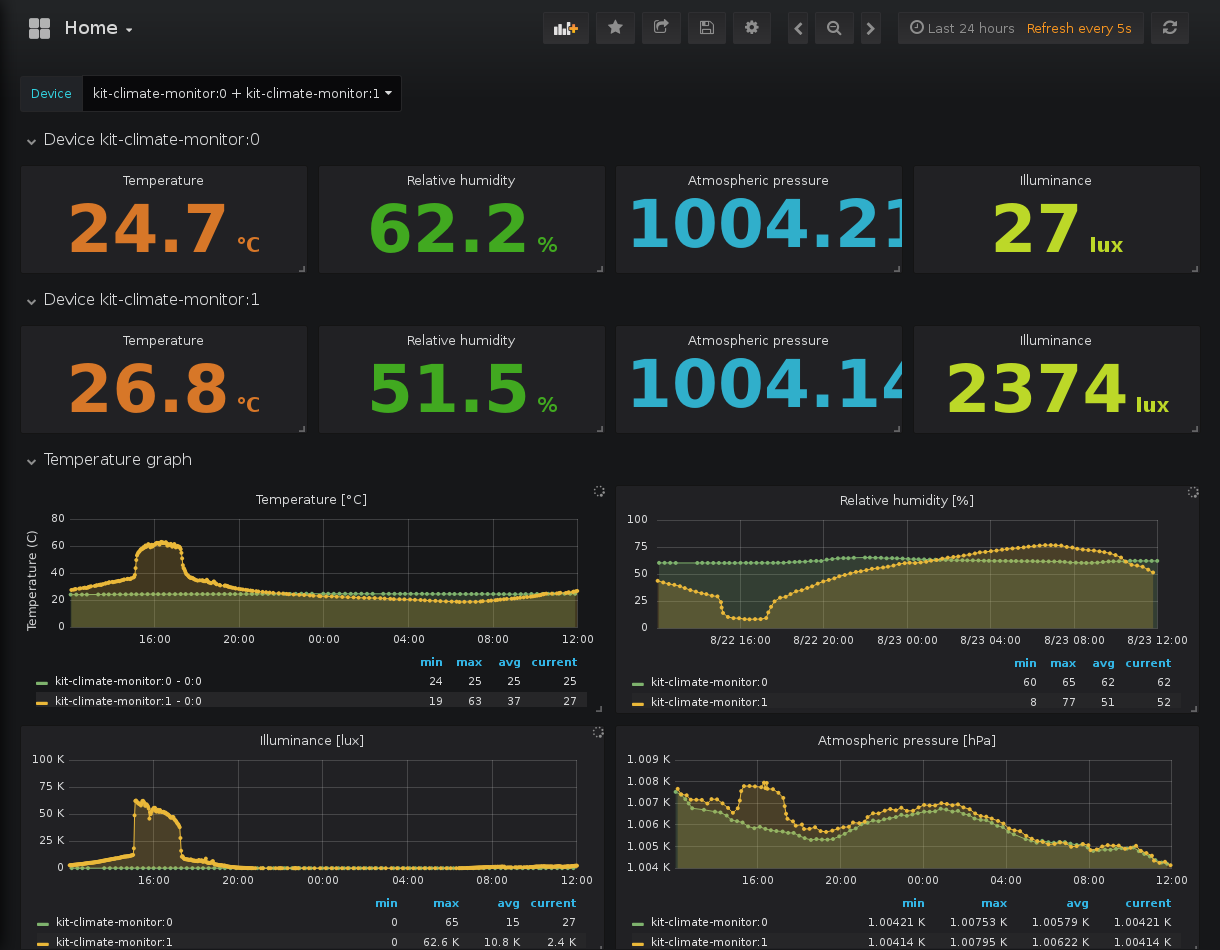 Home
Last 24 hours Refresh every 5s
Device kit-climate-monitor:0 + kit-climate-monitor:1
Device kit-climate-monitor:0
Temperature Relative humidity Atmospheric pressure Illuminance
24.7 °C 62.2 % 1004.21 27 lux
Device kit-climate-monitor:1
Temperature Relative humidity Atmospheric pressure Illuminance
26.8 °C 51.5 % 1004.14 2374 lux
Temperature graph
Temperature [°C]
Temperature (C)
80
60
40
20
0
16:00 20:00 00:00 04:00 08:00 12:00
min max avg current
kit-climate-monitor:0 - 0:0 24 25 25 25
kit-climate-monitor:1 - 0:0 19 63 37 27
Relative humidity [%]
100
75
50
25
0
8/22 16:00 8/22 20:00 8/23 00:00 8/23 04:00 8/23 08:00 8/23 12:00
min max avg current
kit-climate-monitor:0 60 65 62 62
kit-climate-monitor:1 8 77 51 52
Illuminance [lux]
100 K
75 K
50 K
25 K
0
16:00 20:00 00:00 04:00 08:00 12:00
min max avg current
kit-climate-monitor:0 0 65 15 27
kit-climate-monitor:1 0 62.6 K 10.8 K 2.4 K
Atmospheric pressure [hPa]
1.009 K
1.008 K
1.007 K
1.006 K
1.005 K
1.004 K
16:00 20:00 00:00 04:00 08:00 12:00
min max avg current
kit-climate-monitor:0 1.00421 K 1.00753 K 1.00579 K 1.00421 K
kit-climate-monitor:1 1.00414 K 1.00795 K 1.00622 K 1.00414 K